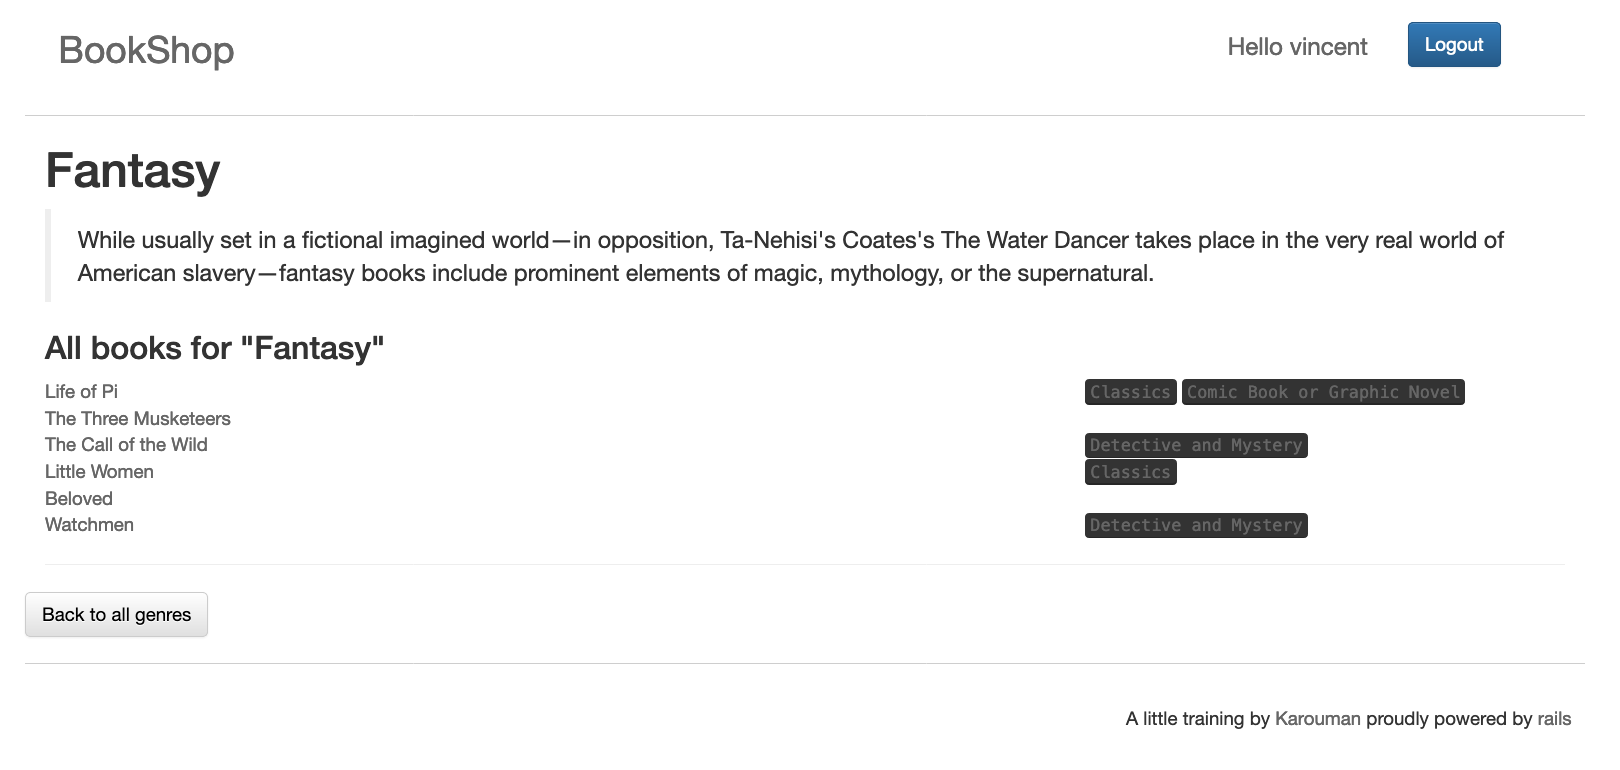 BookShop
Hello vincent
Logout
Fantasy
While usually set in a fictional imagined world—in opposition, Ta-Nehisi's Coates's The Water Dancer takes place in the very real world of
American slavery—fantasy books include prominent elements of magic, mythology, or the supernatural.
All books for "Fantasy"
Life of Pi Classics Comic Book or Graphic Novel
The Three Musketeers
The Call of the Wild Detective and Mystery
Little Women Classics
Beloved
Watchmen Detective and Mystery
Back to all genres
A little training by Karouman proudly powered by rails